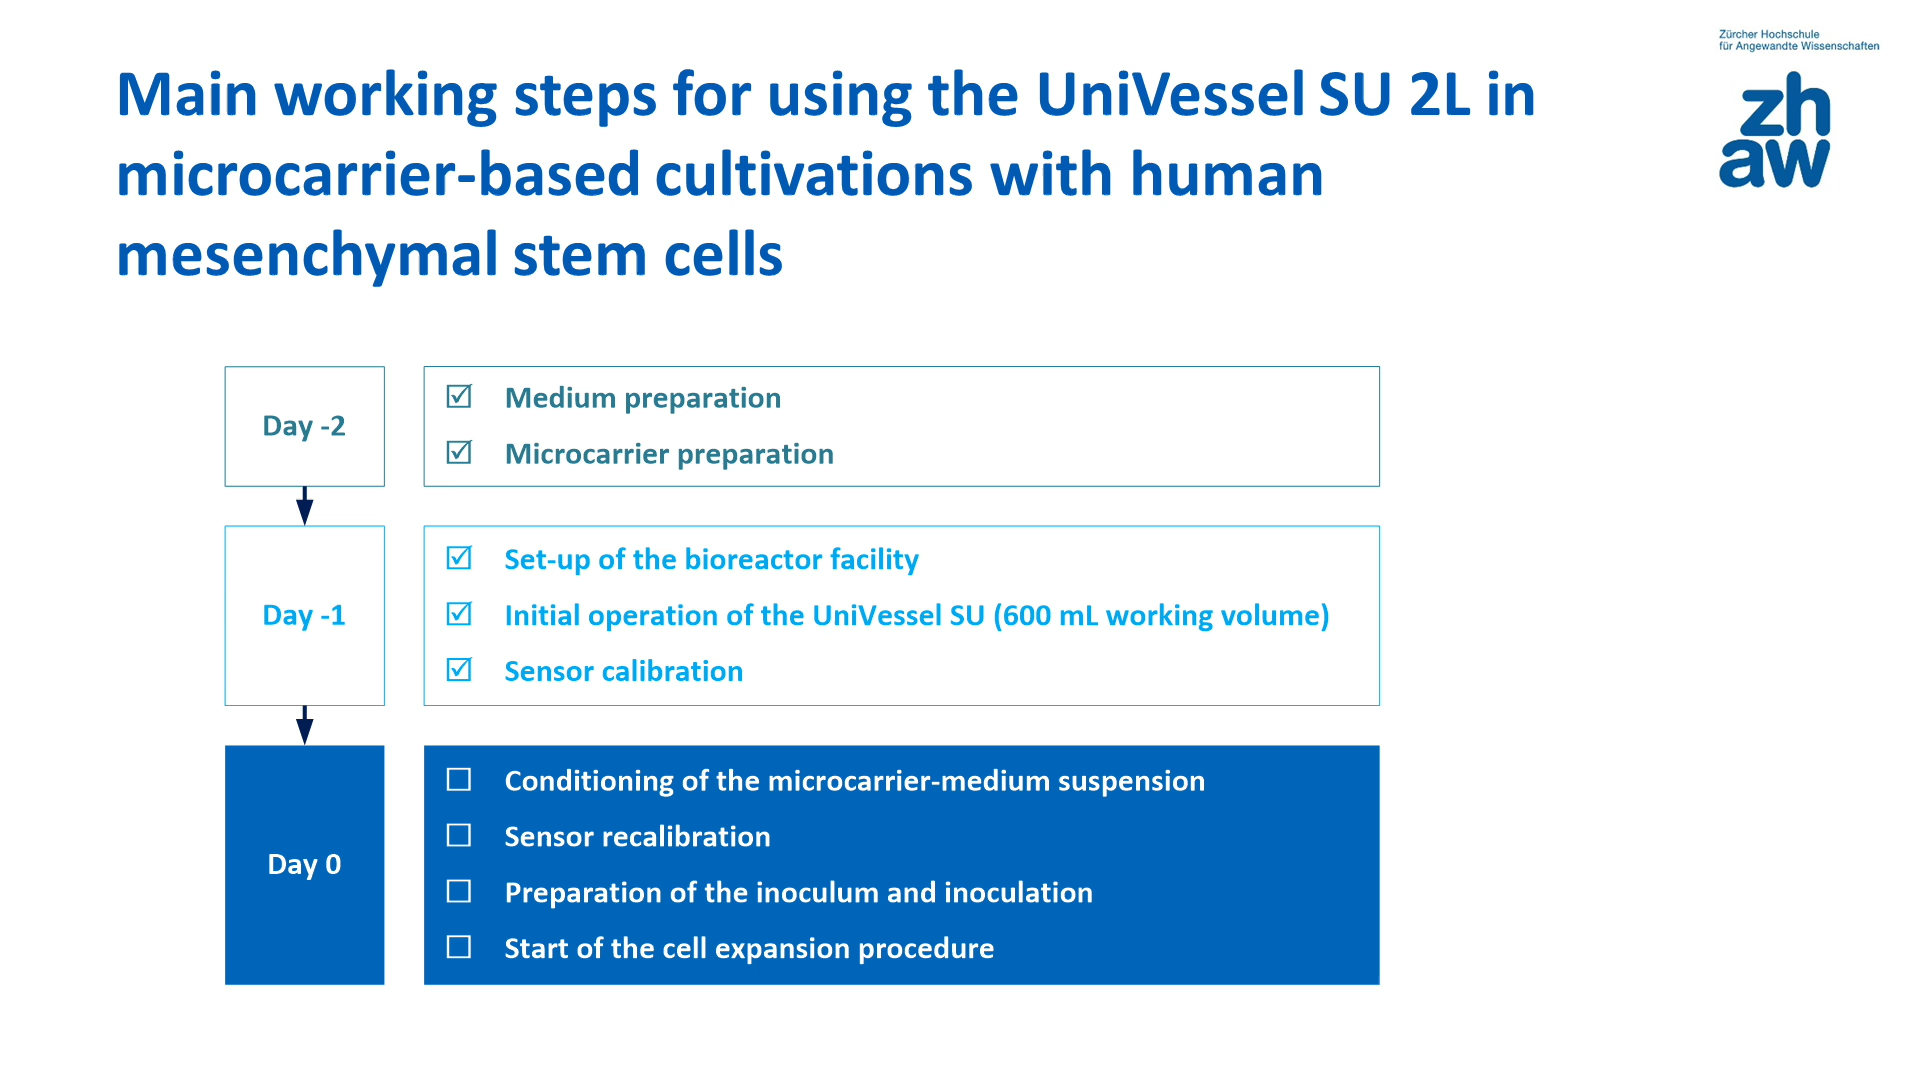 Zürcher Hochschule
für Angewandte Wissenschaften
zh
aw
Main working steps for using the UniVessel SU 2L in
microcarrier-based cultivations with human
mesenchymal stem cells
Day -2
Medium preparation
Microcarrier preparation
Day -1
Set-up of the bioreactor facility
Initial operation of the UniVessel SU (600 mL working volume)
Sensor calibration
Day 0
Conditioning of the microcarrier-medium suspension
Sensor recalibration
Preparation of the inoculum and inoculation
Start of the cell expansion procedure